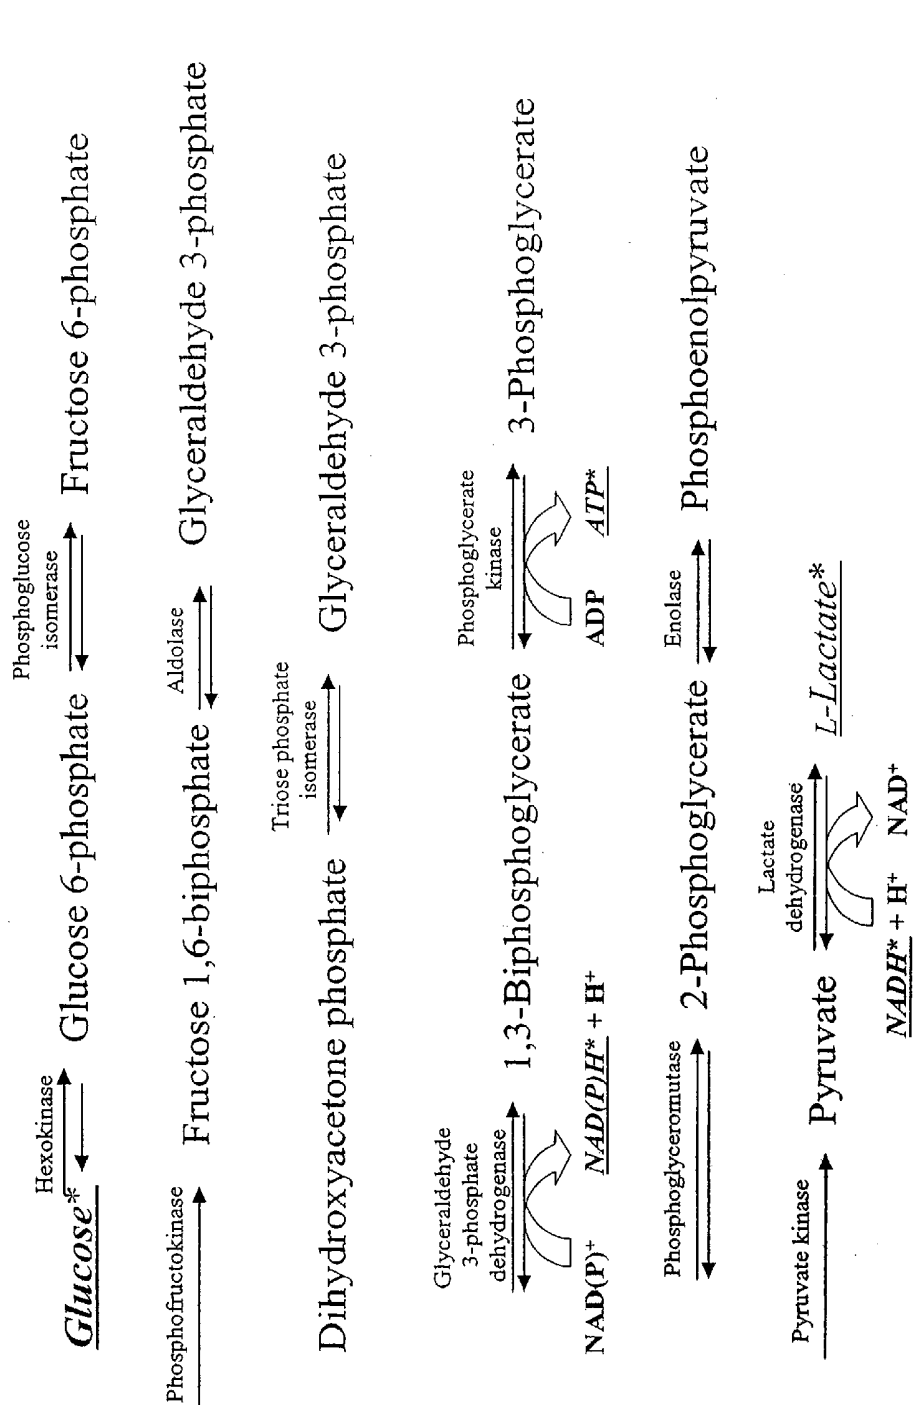 Hexokinase
Phosphoglucose
isomerase
Glucose* Glucose 6-phosphate Fructose 6-phosphate
Phosphofructokinase
Aldolase
Fructose 1,6-biphosphate Glyceraldehyde 3-phosphate
Triose phosphate
isomerase
Dihydroxyacetone phosphate Glyceraldehyde 3-phosphate
Glyceraldehyde
3-phosphate
dehydrogenase
Phosphoglycerate
kinase
1,3-Biphosphoglycerate 3-Phosphoglycerate
NAD(P)+ NAD(P)H* + H+ ADP ATP*
Phosphoglyceromutase
Enolase
2-Phosphoglycerate Phosphoenolpyruvate
Pyruvate kinase
Lactate
dehydrogenase
Pyruvate L-Lactate*
NADH* + H+ NAD+